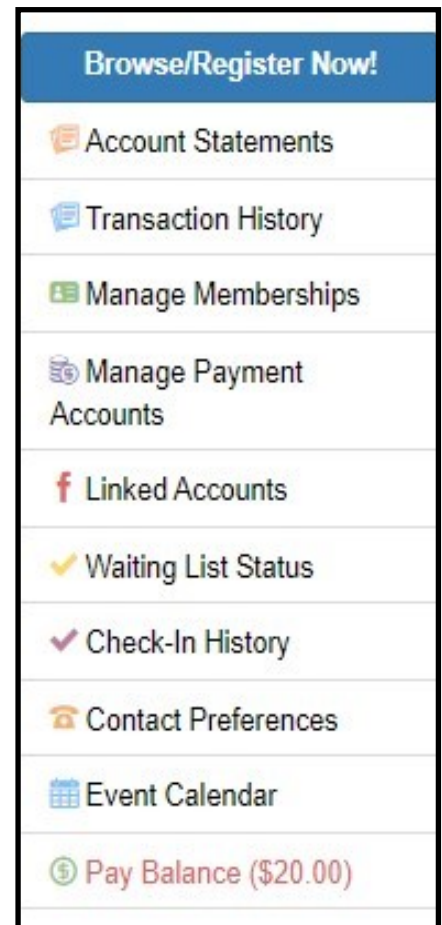 Browse/Register Now!
Account Statements
Transaction History
Manage Memberships
Manage Payment
Accounts
Linked Accounts
Waiting List Status
Check-In History
Contact Preferences
Event Calendar
Pay Balance ($20.00)